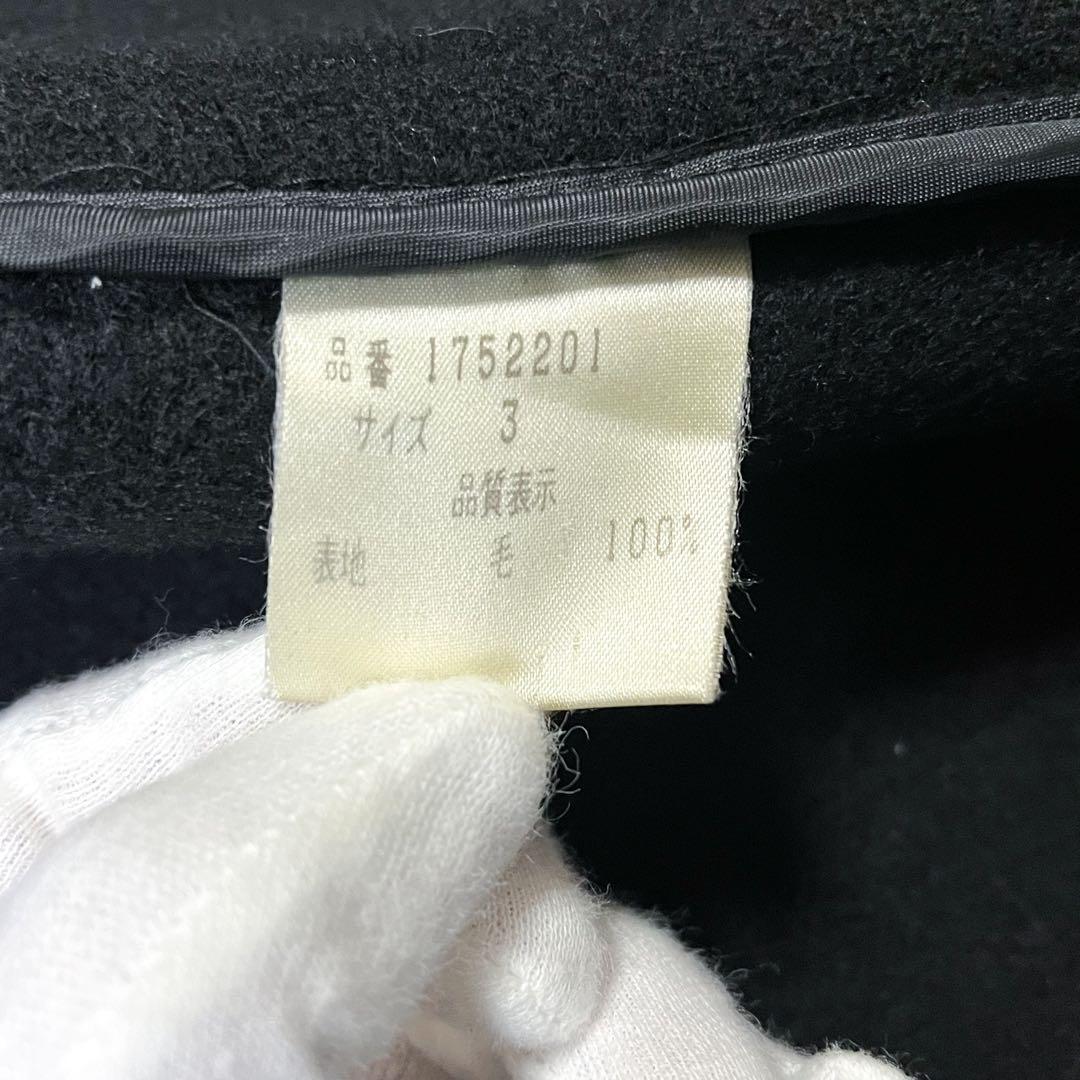 品番 1752201
サイズ 3
品質表示
表地 毛 100%